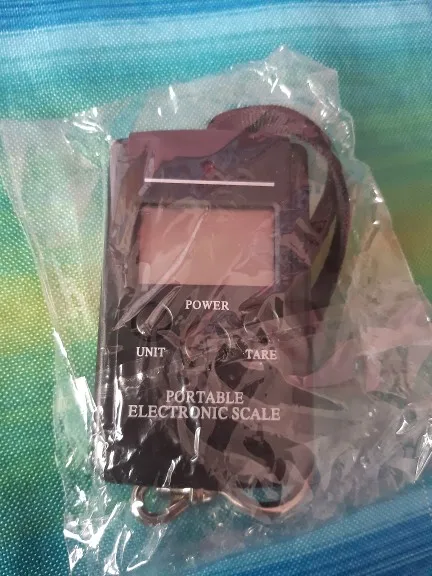 POWER
UNIT TARE
PORTABLE
ELECTRONIC SCALE